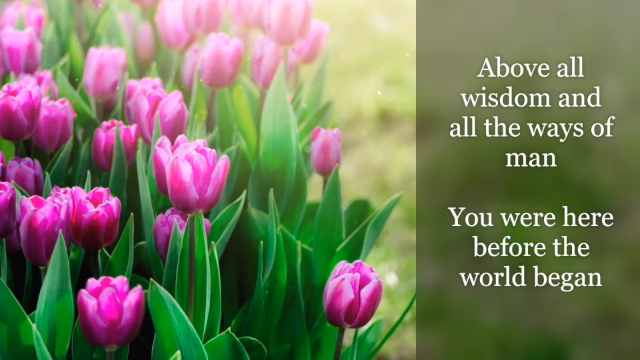 Above all
wisdom and
all the ways of
man
You were here
before the
world began